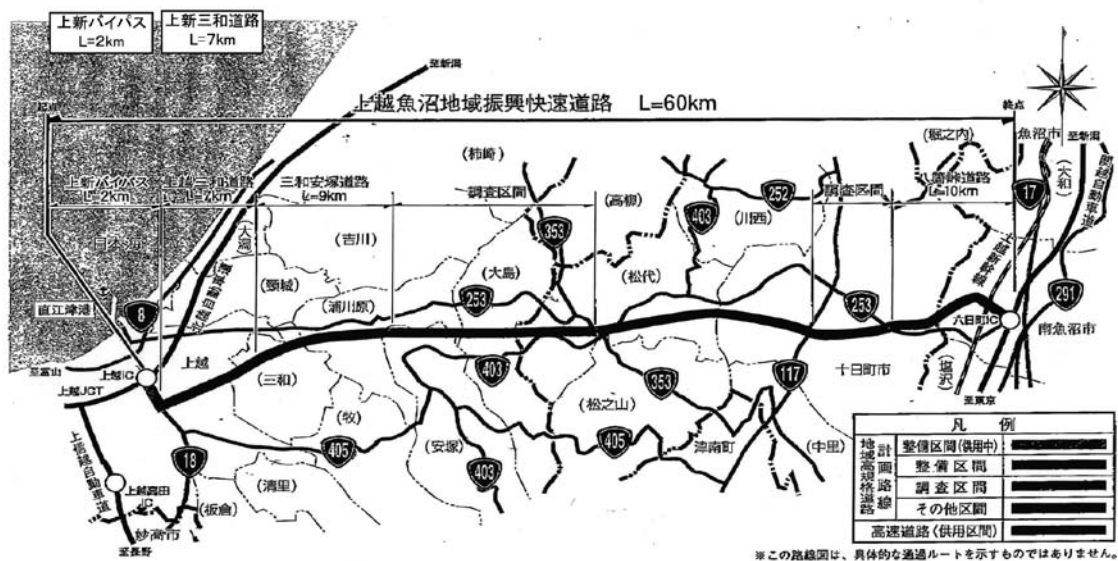 上新バイパス
L=2km
上新三和道路
L=7km
至新潟
上越魚沼地域振興快速道路 L=60km
起点
終点
(堀之内)
魚沼市
至新潟
(大和)
関越自動車道
(柿崎)
上新バイパス
L=2km
上越三和道路
L=7km
三和安塚道路
L=9km
調査区間
(高柳)
252
調査区間
L=10km
17
403
(川西)
353
日本海
(大潟)
(吉川)
(大島)
(松代)
上越新幹線
北陸自動車道
(頸城)
(浦川原)
253
253
291
直江津港
8
六日町IC
南魚沼市
至富山
上越IC
上越
上越JCT
(三和)
403
353
117
十日町市
(塩沢)
至東京
(牧)
(松之山)
上信越自動車道
18
405
(安塚)
405
津南町
(中里)
403
上越高田
IC
(清里)
(板倉)
妙高市
至長野
凡例
地域高規格道路
計画路線
整備区間(供用中)
整備区間
調査区間
その他区間
高速道路(供用区間)
※この路線図は、具体的な通過ルートを示すものではありません。